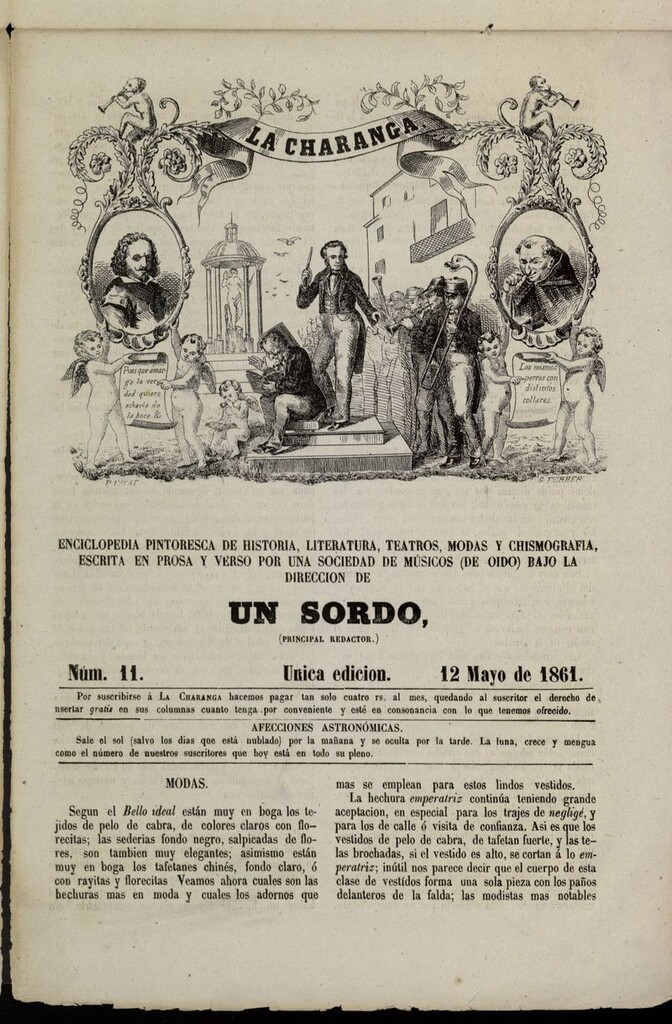 LA CHARANGA
Pues que amar
ga la ver
dad quiero
echarla de
la boca &
Los mismos
perros con
distintos
collares.
ENCICLOPEDIA PINTORESCA DE HISTORIA, LITERATURA, TEATROS, MODAS Y CHISMOGRAFIA,
ESCRITA EN PROSA Y VERSO POR UNA SOCIEDAD DE MÚSICOS (DE OIDO) BAJO LA
DIRECCION DE
UN SORDO,
(PRINCIPAL REDACTOR.)
Núm. 11. Unica edicion. 12 Mayo de 1861.
Por suscribirse á LA CHARANGA hacemos pagar tan solo cuatro rs. al mes, quedando al suscritor el derecho de
nsertar gratis en sus columnas cuanto tenga por conveniente y esté en consonancia con lo que tenemos ofrecido.
AFECCIONES ASTRONÓMICAS.
Sale el sol (salvo los dias que está nublado) por la mañana y se oculta por la tarde. La luna, crece y mengua
como el número de nuestros suscritores que hoy está en todo su pleno.
MODAS.
Segun el Bello ideal están muy en boga los te-
jidos de pelo de cabra, de colores claros con flo-
recitas; las sederias fondo negro, salpicadas de flo-
res, son tambien muy elegantes; asimismo están
muy en boga los tafetanes chinés, fondo claro, ó
con rayitas y florecitas Veamos ahora cuales son las
hechuras mas en moda y cuales los adornos que
mas se emplean para estos lindos vestidos.
La hechura emperatriz continúa teniendo grande
aceptacion, en especial para los trajes de negligé, y
para los de calle ó visita de confianza. Asi es que los
vestidos de pelo de cabra, de tafetan fuerte, y las te-
las brochadas, si el vestido es alto, se cortan á lo em-
peratriz; inútil nos parece decir que el cuerpo de esta
clase de vestidos forma una sola pieza con los paños
delanteros de la falda; las modistas mas notables